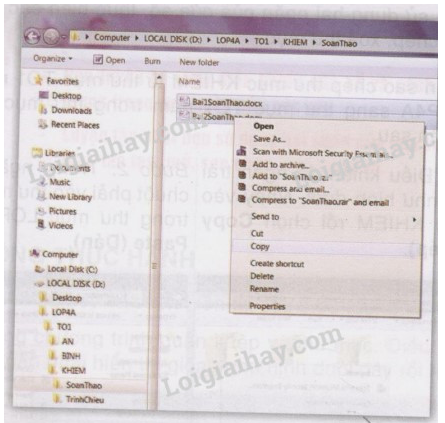 Computer ▸ LOCAL DISK (D:) ▸ LOP4A ▸ TO1 ▸ KHIEM ▸ SoanThao
Organize Open Burn New folder
Name
Favorites
Desktop
Downloads
Recent Places
Libraries
Documents
Music
New Library
Pictures
Videos
Computer
Local Disk (C:)
LOCAL DISK (D:)
Desktop
LOP4A
TO1
AN
BINH
KHIEM
SoanThao
TrinhChieu
Bai1SoanThao.docx
Bai2SoanThao.docx
Open
Save As...
Scan with Microsoft Security Essentials...
Add to archive...
Add to "SoanThao.rar"
Compress and email...
Compress to "SoanThao.rar" and email
Send to
Cut
Copy
Create shortcut
Delete
Rename
Properties
Loigiaihay.com
Loigiaihay.com
Loigiaihay.com